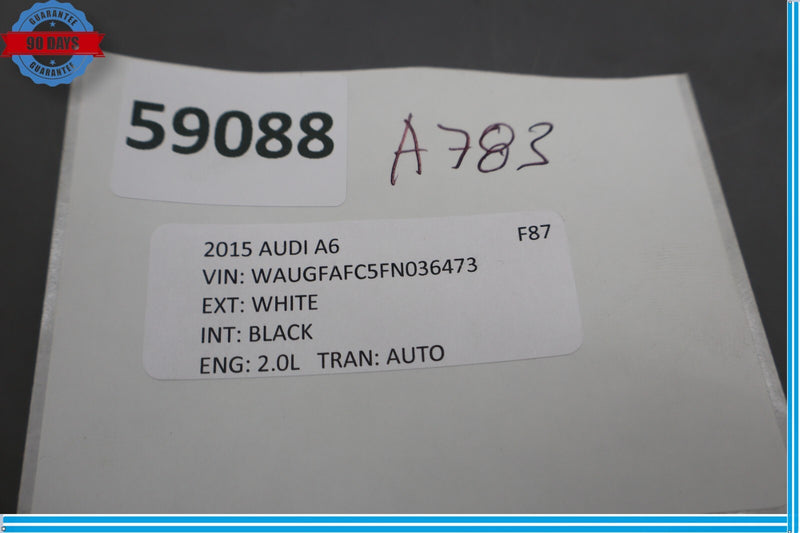 GUARANTEE
90 DAYS
GUARANTEE
59088
A783
F87
2015 AUDI A6
VIN: WAUGFAFC5FN036473
EXT: WHITE
INT: BLACK
ENG: 2.0L TRAN: AUTO